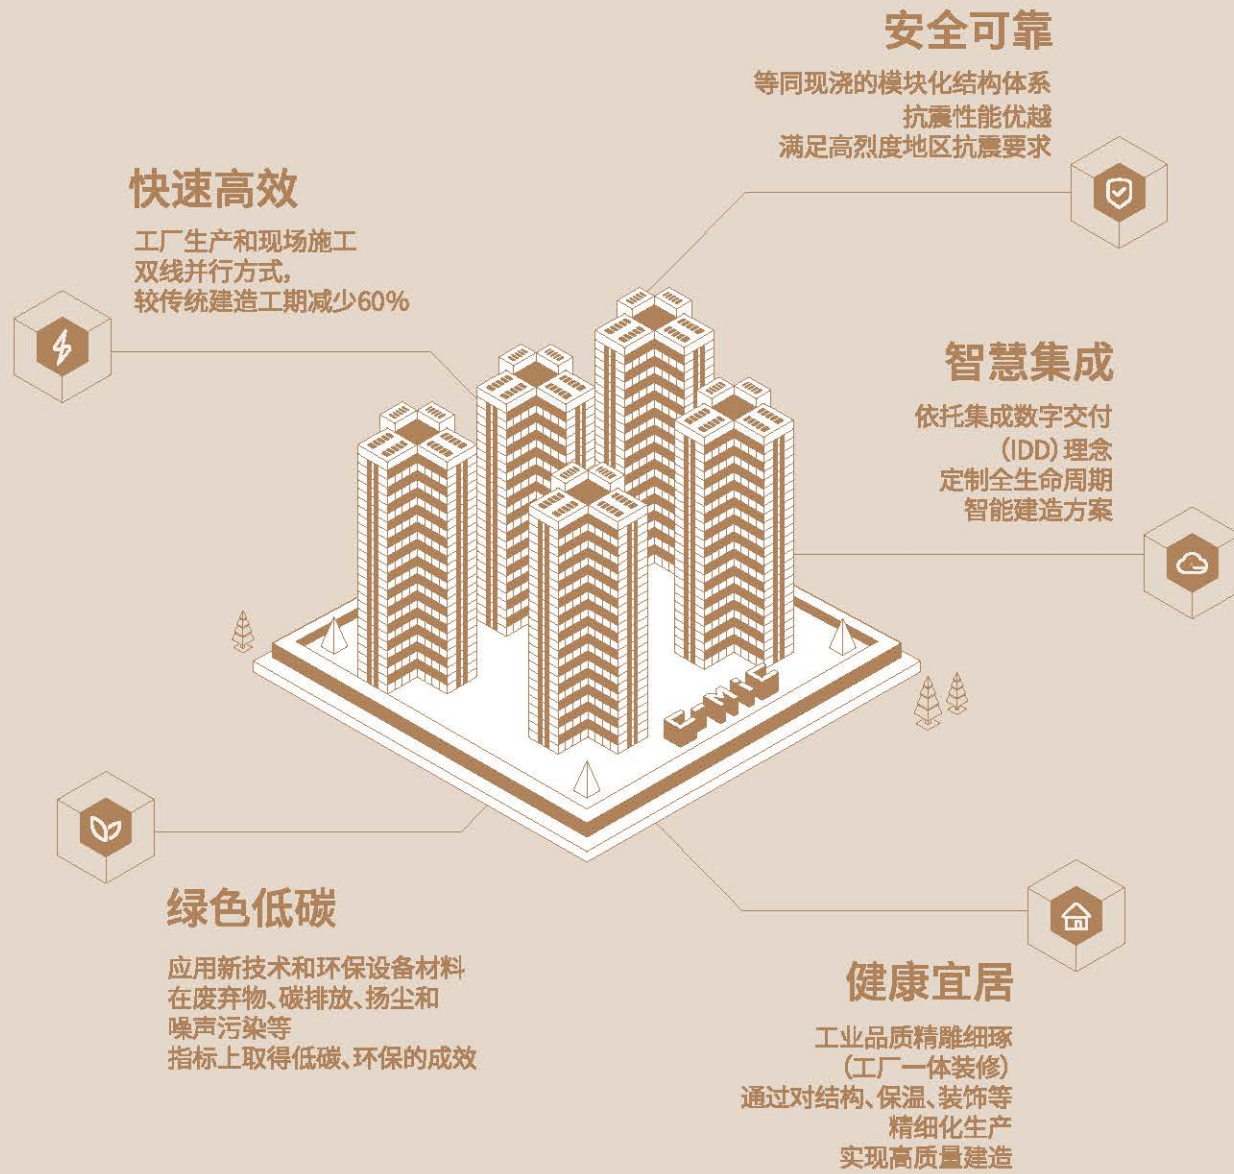 安全可靠
等同现浇的模块化结构体系
抗震性能优越
满足高烈度地区抗震要求
快速高效
工厂生产和现场施工
双线并行方式，
较传统建造工期减少60%
智慧集成
依托集成数字交付
（IDD）理念
定制全生命周期
智能建造方案
C-MiC
绿色低碳
应用新技术和环保设备材料
在废弃物、碳排放、扬尘和
噪声污染等
指标上取得低碳、环保的成效
健康宜居
工业品质精雕细琢
（工厂一体装修）
通过对结构、保温、装饰等
精细化生产
实现高质量建造